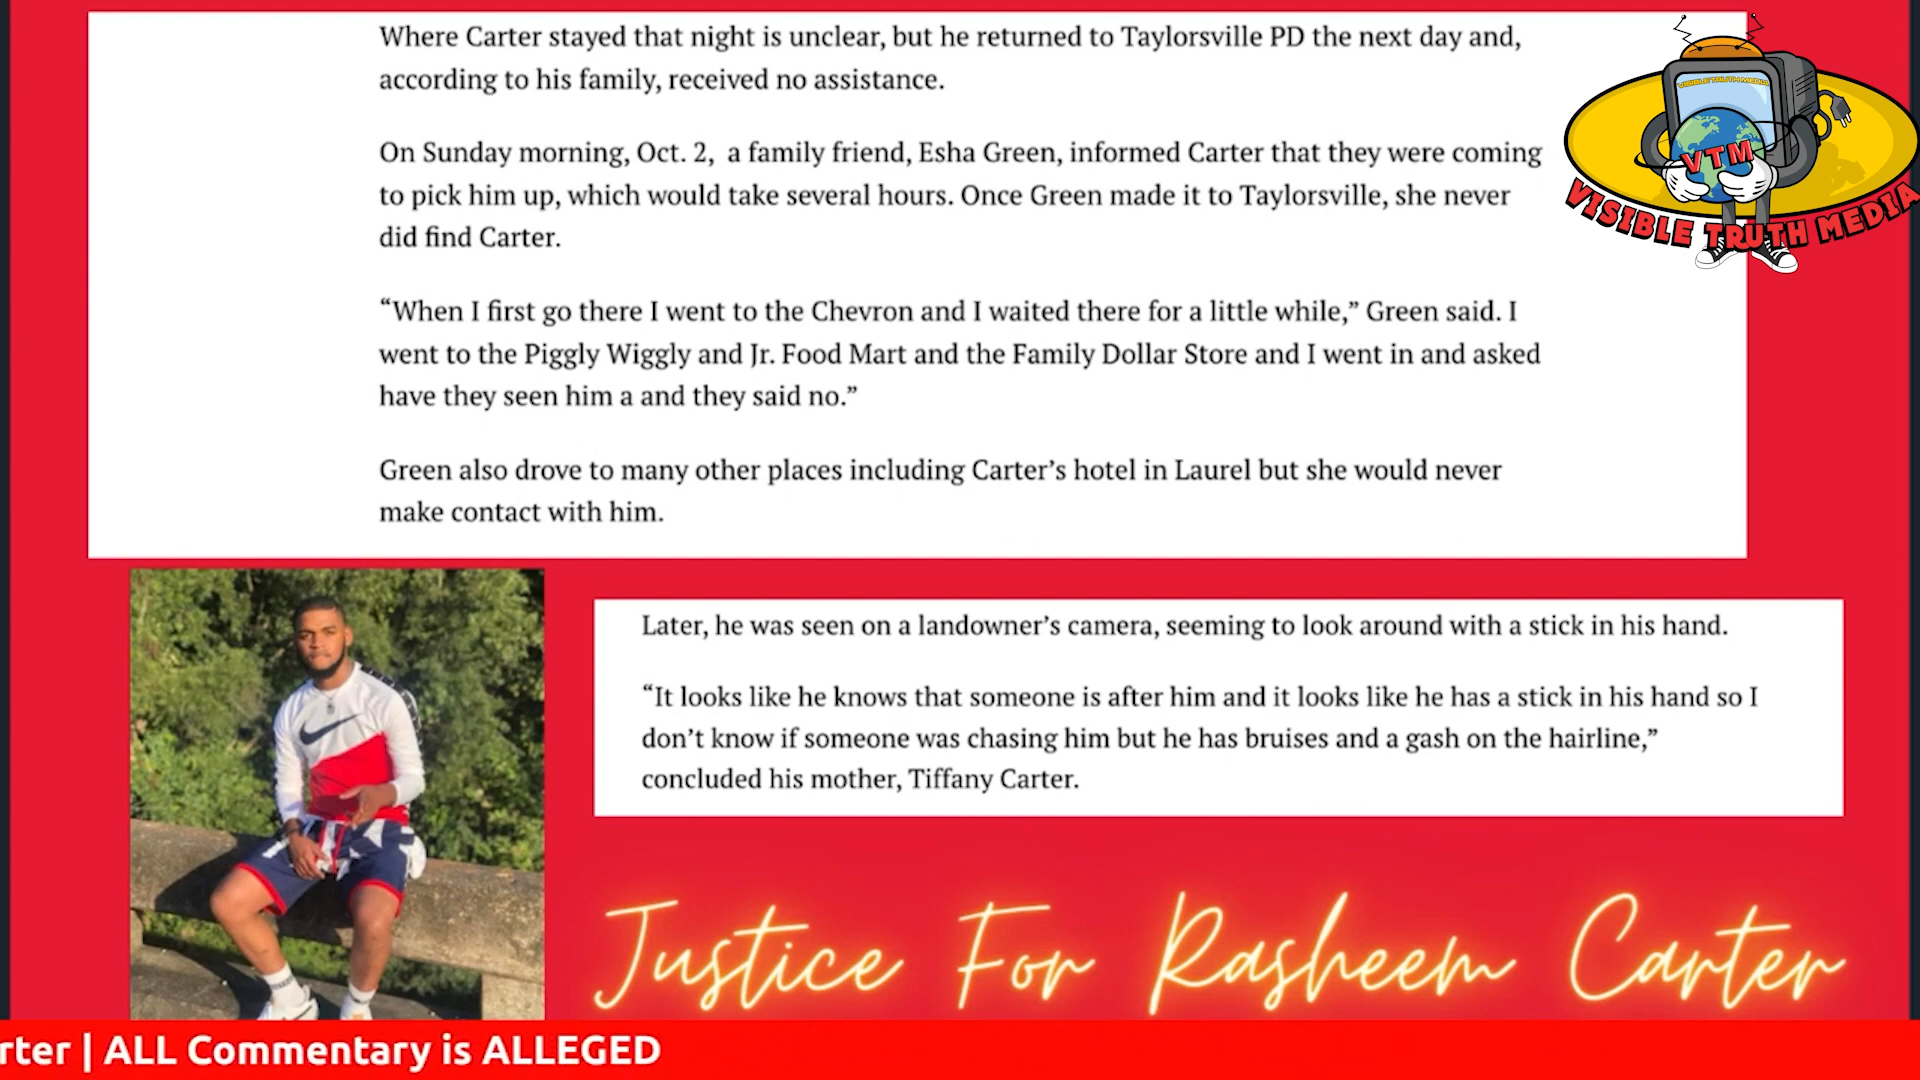 Where Carter stayed that night is unclear, but he returned to Taylorsville PD the next day and,
according to his family, received no assistance.
On Sunday morning, Oct. 2, a family friend, Esha Green, informed Carter that they were coming
to pick him up, which would take several hours. Once Green made it to Taylorsville, she never
did find Carter.
“When I first go there I went to the Chevron and I waited there for a little while,” Green said. I
went to the Piggly Wiggly and Jr. Food Mart and the Family Dollar Store and I went in and asked
have they seen him a and they said no.”
Green also drove to many other places including Carter’s hotel in Laurel but she would never
make contact with him.
VISIBLE TRUTH MEDIA
VTM
VISIBLE TRUTH MEDIA
Later, he was seen on a landowner’s camera, seeming to look around with a stick in his hand.
“It looks like he knows that someone is after him and it looks like he has a stick in his hand so I
don’t know if someone was chasing him but he has bruises and a gash on the hairline,”
concluded his mother, Tiffany Carter.
Justice For Rasheem Carter
rter | ALL Commentary is ALLEGED